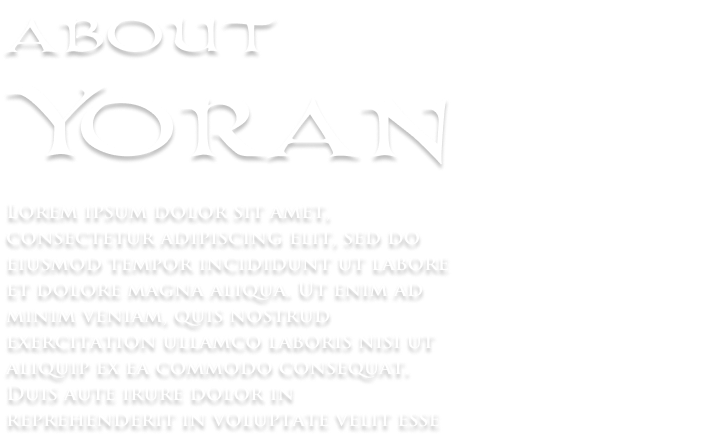 ABOUT
YORAN
Lorem ipsum dolor sit amet,
consectetur adipiscing elit, sed do
eiusmod tempor incididunt ut labore
et dolore magna aliqua. Ut enim ad
minim veniam, quis nostrud
exercitation ullamco laboris nisi ut
aliquip ex ea commodo consequat.
Duis aute irure dolor in
reprehenderit in voluptate velit esse